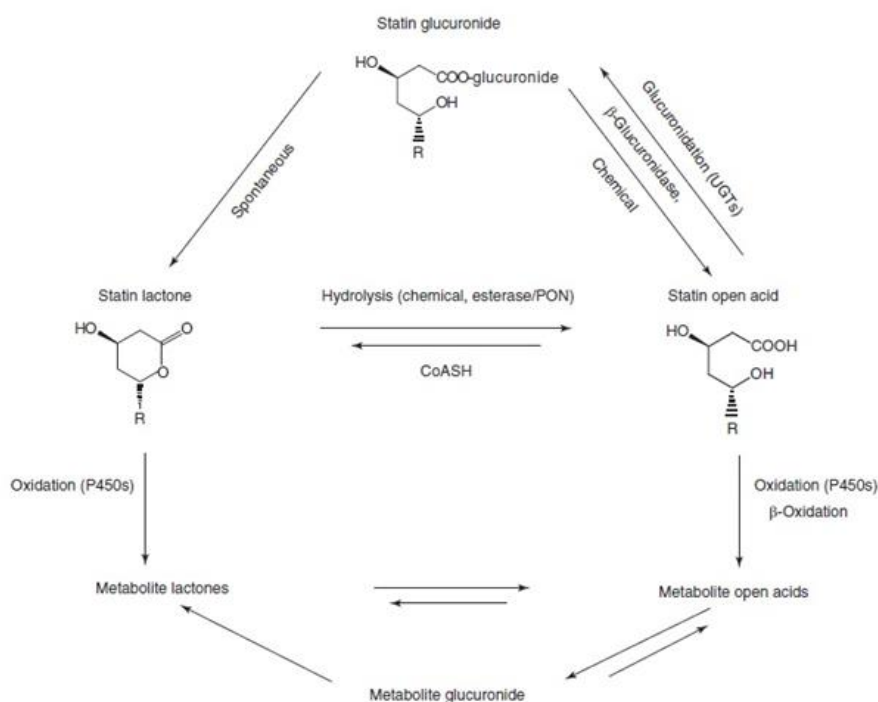 Statin glucuronide
HO
COO-glucuronide
OH
R
Spontaneous
Glucuronidation (UGTs)
β-Glucuronidase,
Chemical
Statin lactone
Hydrolysis (chemical, esterase/PON)
Statin open acid
HO
O
O
R
CoASH
HO
COOH
OH
R
Oxidation (P450s)
Oxidation (P450s)
β-Oxidation
Metabolite lactones
Metabolite open acids
Metabolite glucuronide